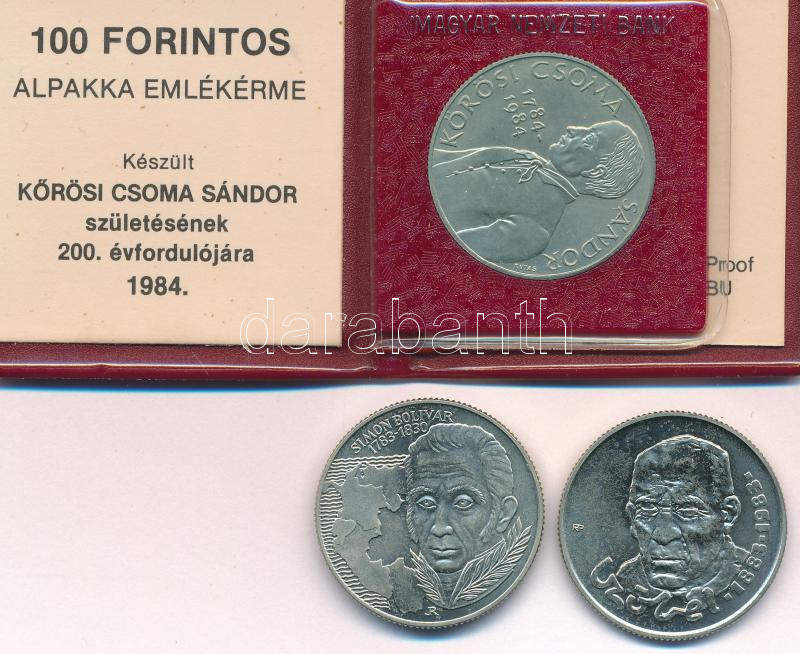 100 FORINTOS
ALPAKKA EMLÉKÉRME
Készült
KŐRÖSI CSOMA SÁNDOR
születésének
200. évfordulójára
1984.
MAGYAR NEMZETI BANK
KŐRÖSI CSOMA
SÁNDOR
1784-
1984
Proof
BU
darabanth
SIMON BOLIVAR
1783-1830
1883-1983